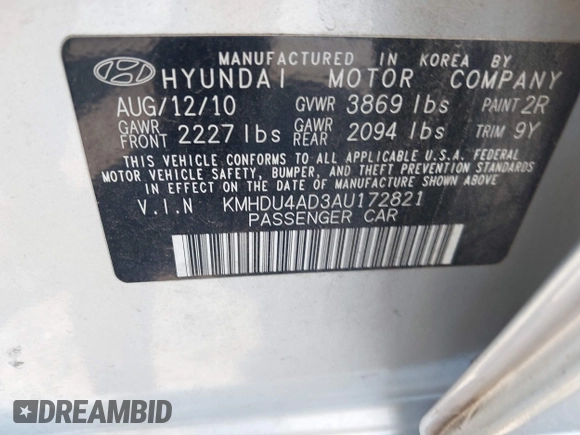 MANUFACTURED IN KOREA BY
HYUNDAI MOTOR COMPANY
AUG/12/10 GVWR 3869 lbs PAINT 2R
GAWR FRONT 2227 lbs GAWR REAR 2094 lbs TRIM 9Y
THIS VEHICLE CONFORMS TO ALL APPLICABLE U.S.A. FEDERAL
MOTOR VEHICLE SAFETY, BUMPER, AND THEFT PREVENTION STANDARDS
IN EFFECT ON THE DATE OF MANUFACTURE SHOWN ABOVE.
V.I.N KMHDU4AD3AU172821
PASSENGER CAR
DREAMBID